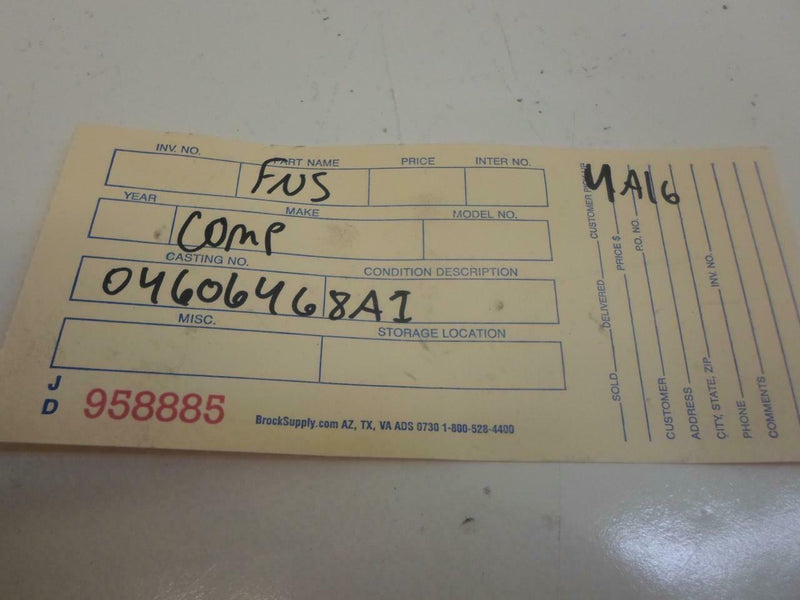 INV. NO. PART NAME PRICE INTER NO.
FNS
YEAR MAKE MODEL NO.
COMP
CASTING NO. CONDITION DESCRIPTION
04606468AI
MISC. STORAGE LOCATION
J
D
958885
BrockSupply.com AZ, TX, VA ADS 0730 1-800-528-4400
4A16
SOLD DELIVERED CUSTOMER PICK-UP
PRICE $ P.O. NO.
CUSTOMER
ADDRESS
CITY, STATE, ZIP INV. NO.
PHONE
COMMENTS